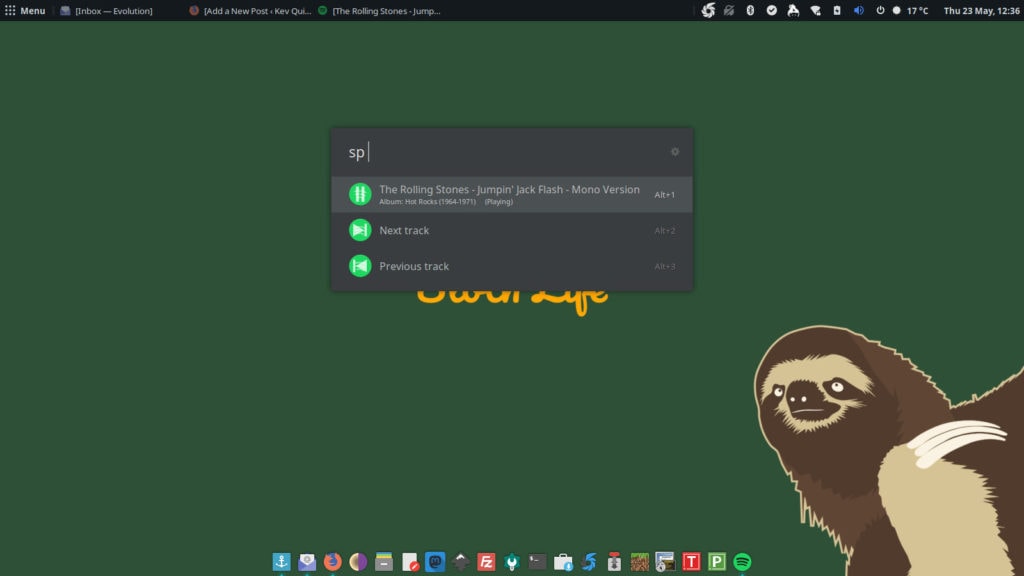 Menu
[Inbox — Evolution]
[Add a New Post ‹ Kev Qui...
[The Rolling Stones - Jump...
17 °C
Thu 23 May, 12:36
sp
The Rolling Stones - Jumpin' Jack Flash - Mono Version
Alt+1
Album: Hot Rocks (1964-1971) (Playing)
Next track
Alt+2
Previous track
Alt+3
Life
FZ
T
P